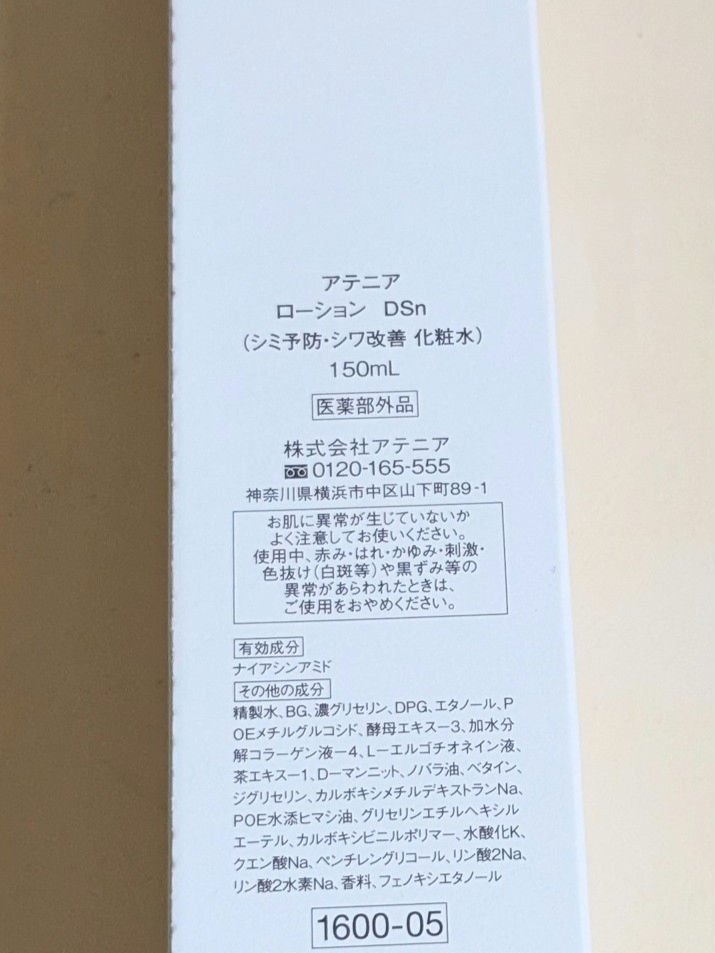 アテニア
ローション DSn
(シミ予防・シワ改善 化粧水)
150mL
医薬部外品
株式会社アテニア
0120-165-555
神奈川県横浜市中区山下町89-1
お肌に異常が生じていないか
よく注意してお使いください。
使用中、赤み・はれ・かゆみ・刺激・
色抜け(白斑等)や黒ずみ等の
異常があらわれたときは、
ご使用をおやめください。
有効成分
ナイアシンアミド
その他の成分
精製水、BG、濃グリセリン、DPG、エタノール、P
OEメチルグルコシド、酵母エキス-3、加水分
解コラーゲン液-4、L-エルゴチオネイン液、
茶エキス-1、D-マンニット、ノバラ油、ベタイン、
ジグリセリン、カルボキシメチルデキストランNa、
POE水添ヒマシ油、グリセリンエチルヘキシル
エーテル、カルボキシビニルポリマー、水酸化K、
クエン酸Na、ペンチレングリコール、リン酸2Na、
リン酸2水素Na、香料、フェノキシエタノール
1600-05